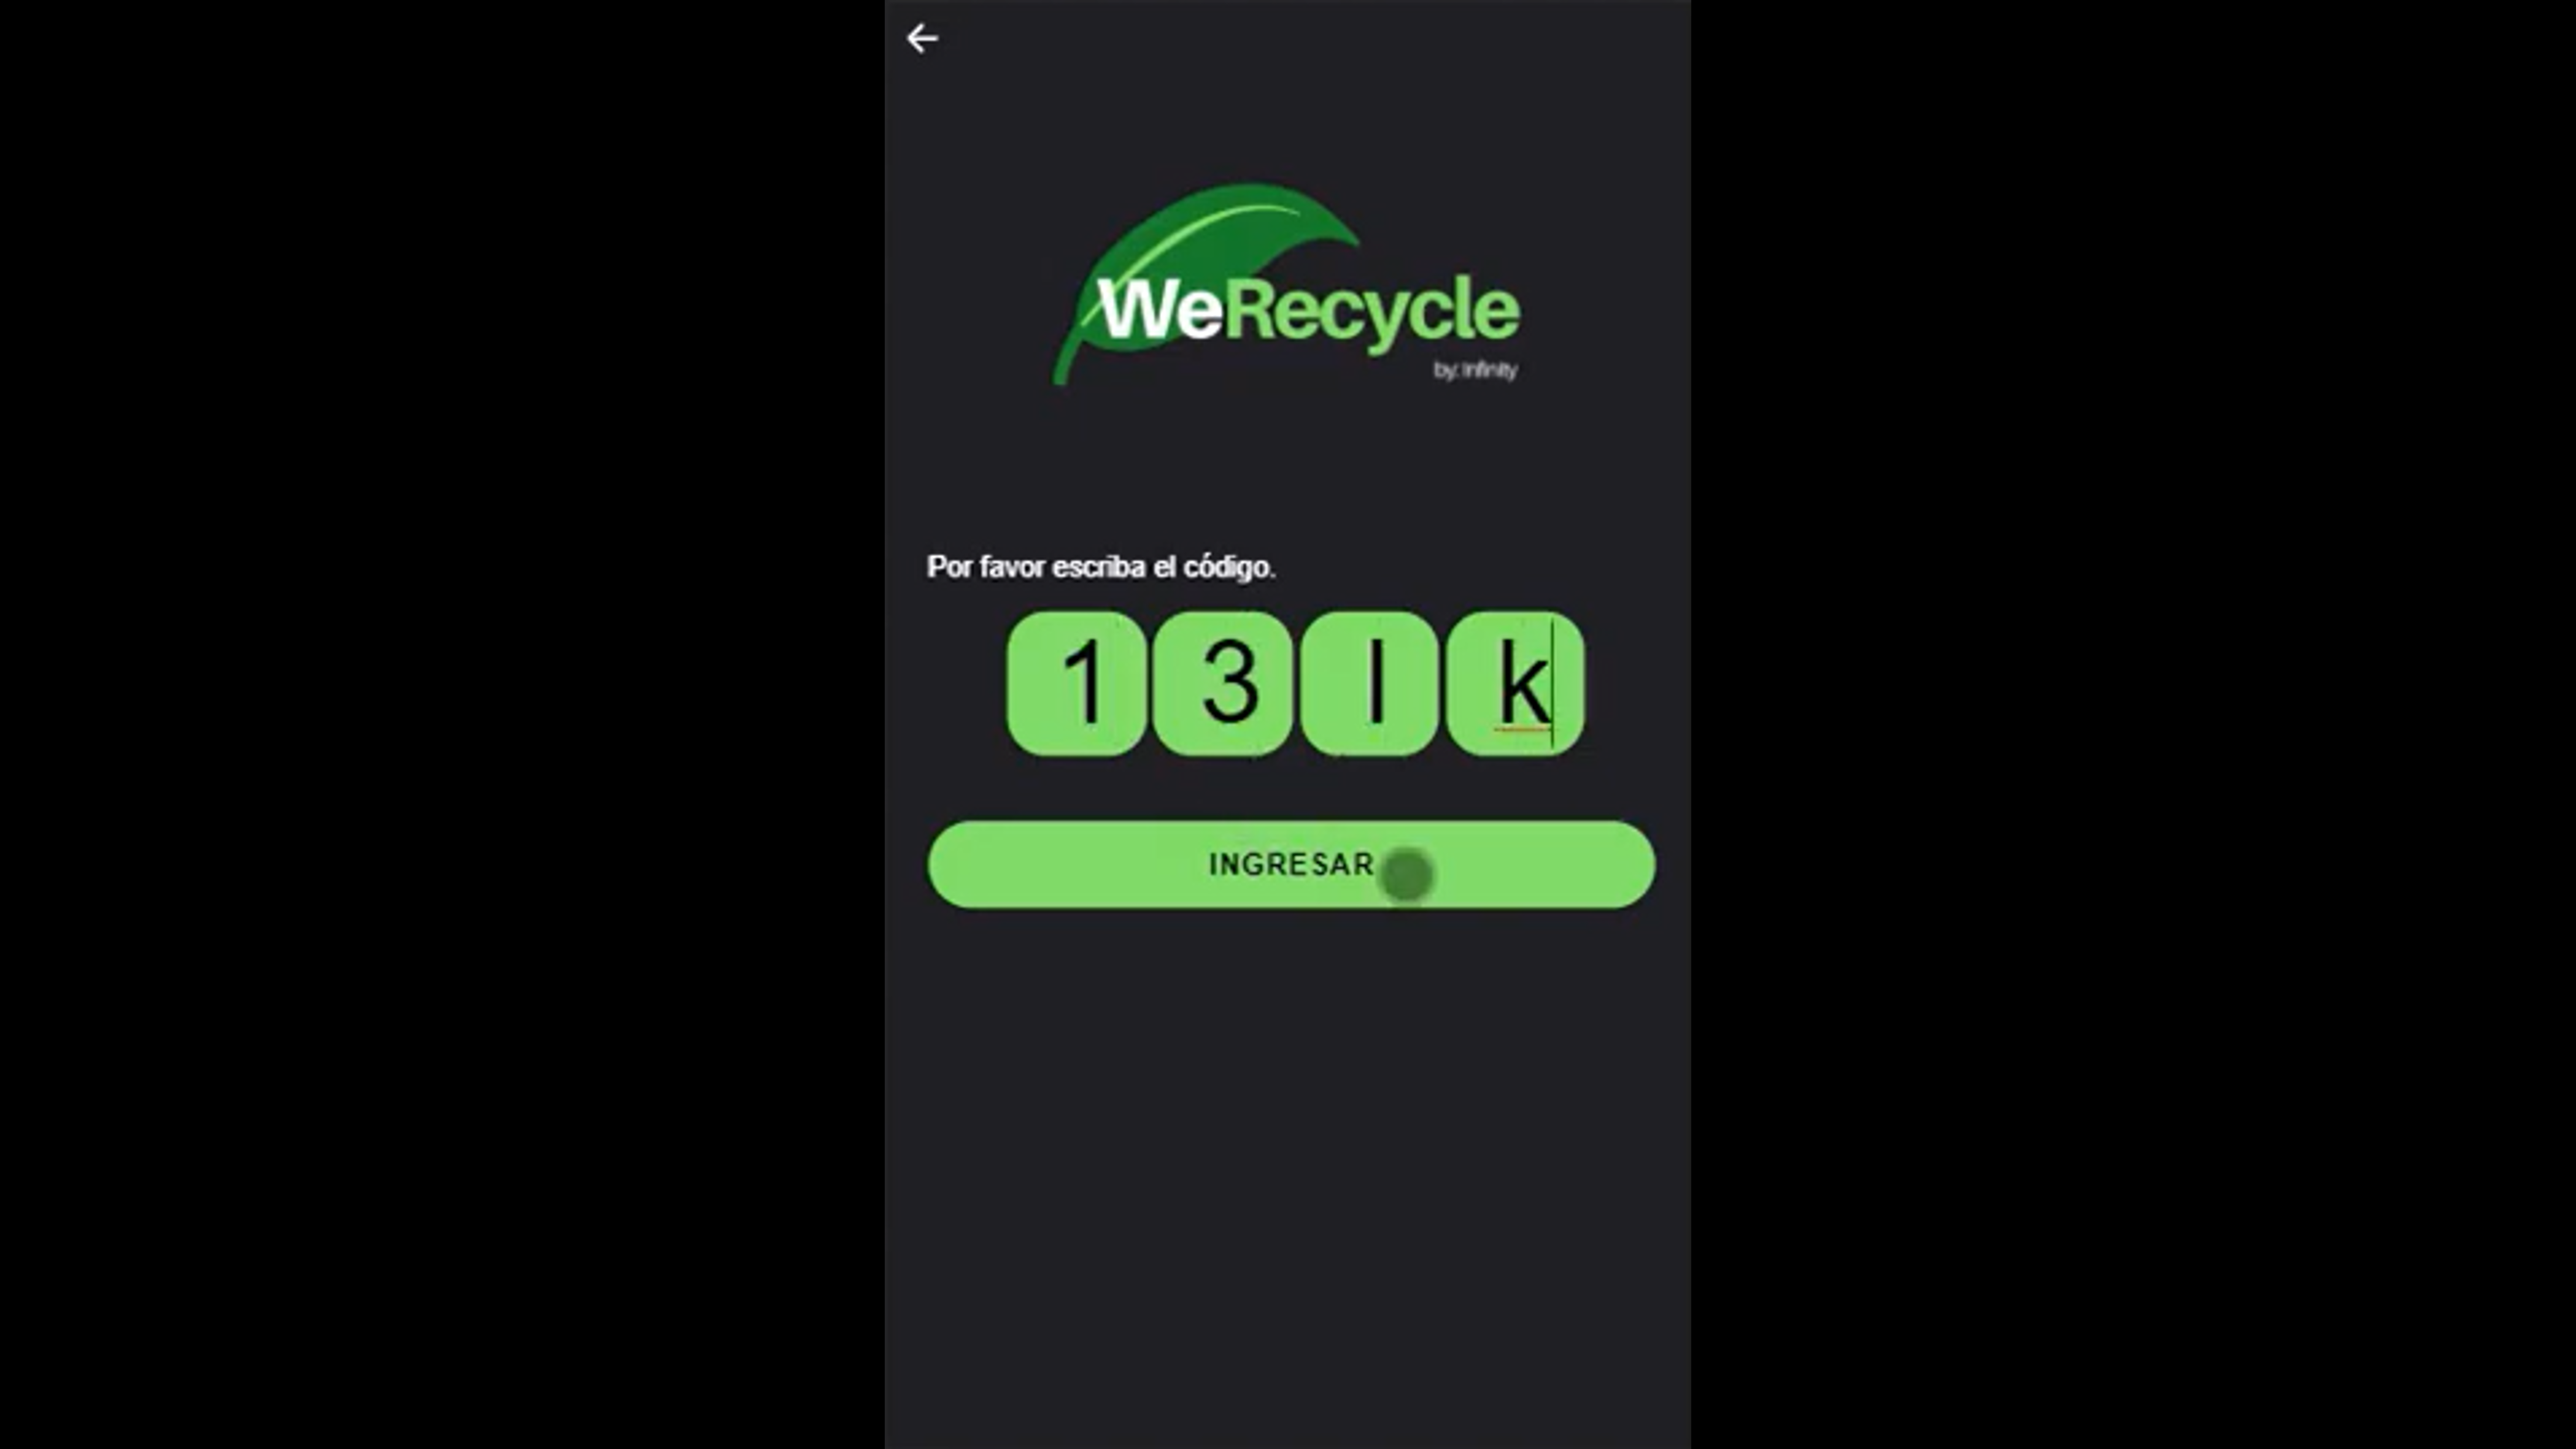 WeRecycle
by: Infinity
Por favor escriba el código.
1 3 l k
INGRESAR